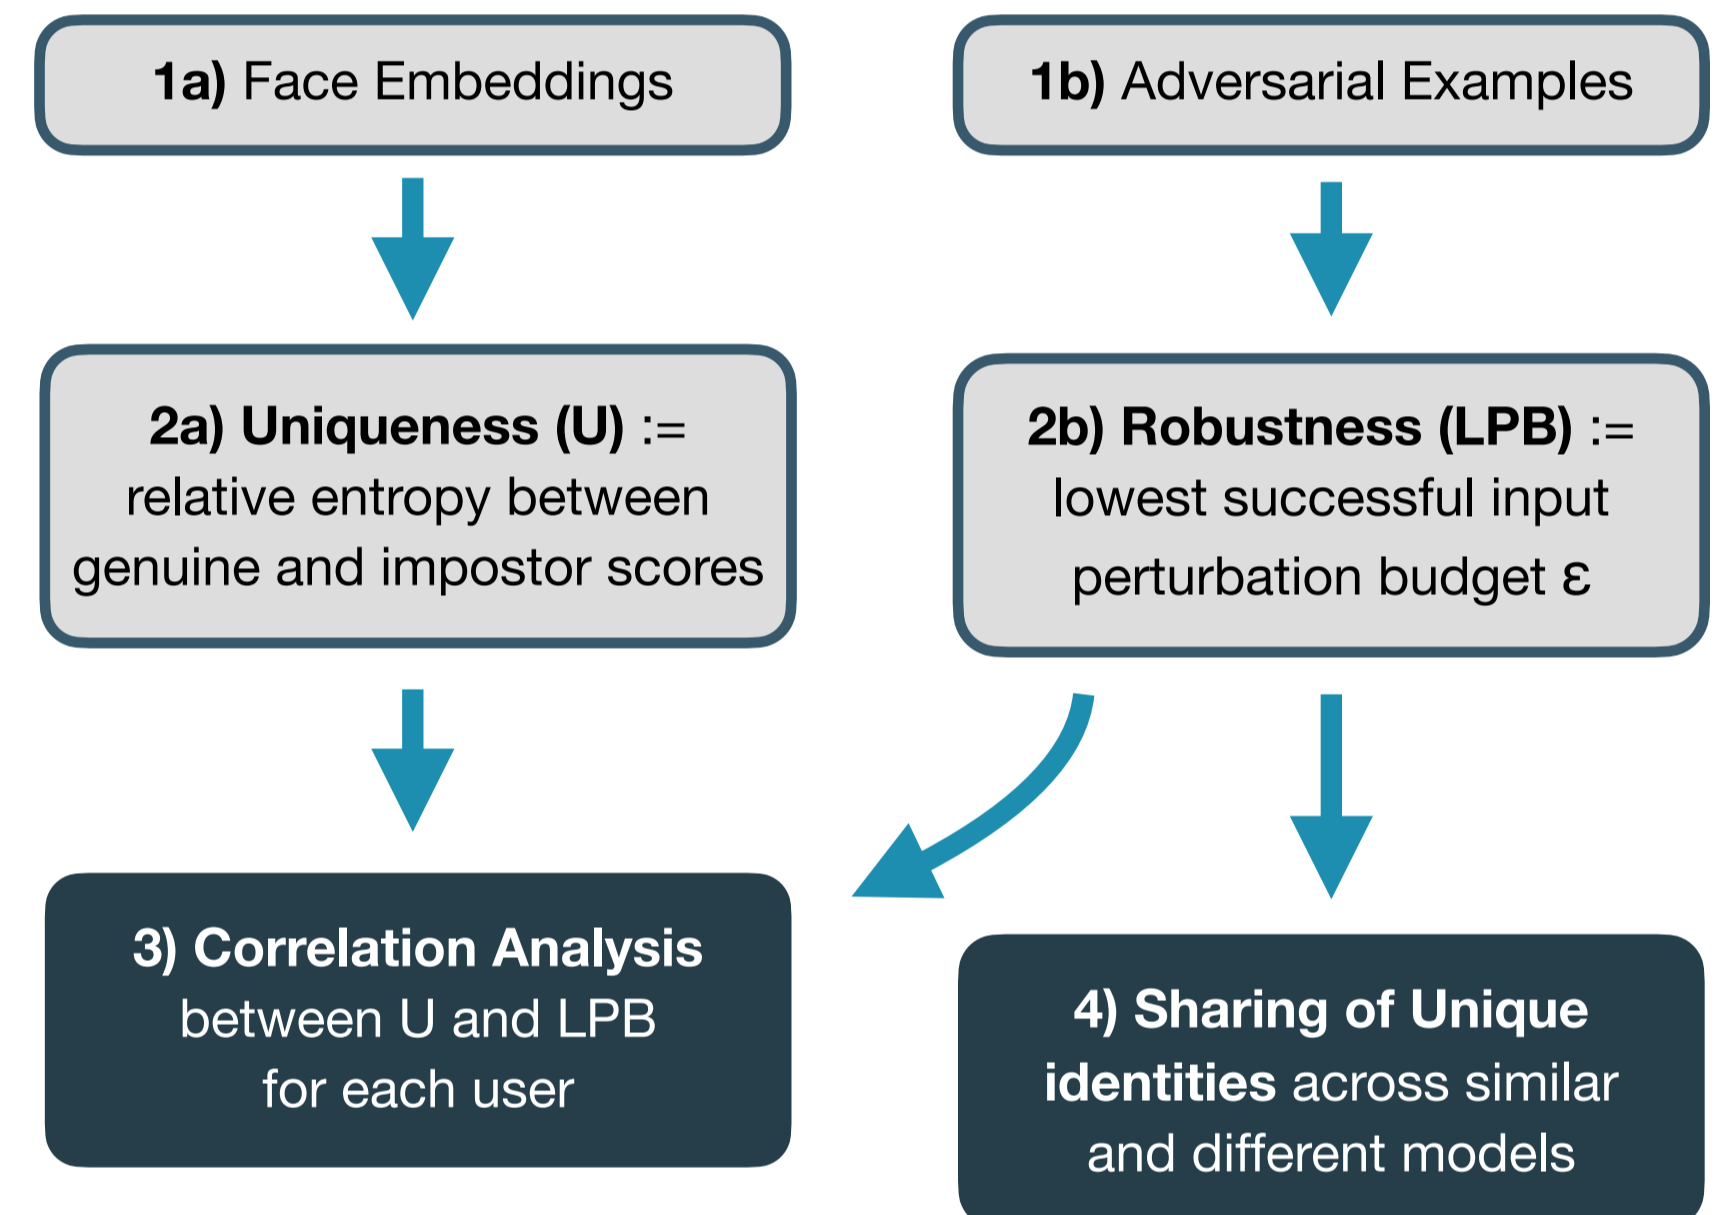 1a) Face Embeddings
1b) Adversarial Examples
2a) Uniqueness (U) :=
relative entropy between
genuine and impostor scores
2b) Robustness (LPB) :=
lowest successful input
perturbation budget ε
3) Correlation Analysis
between U and LPB
for each user
4) Sharing of Unique
identities across similar
and different models